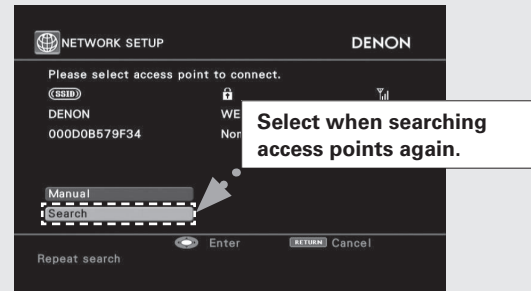 NETWORK SETUP DENON
Please select access point to connect.
(SSID)
DENON WE
000D0B579F34 Non
Select when searching
access points again.
Manual
Search
Enter RETURN Cancel
Repeat search